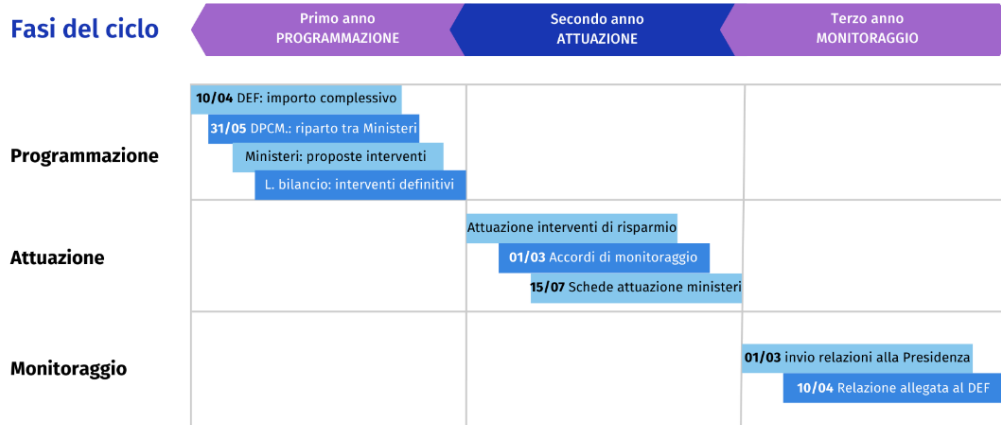 Fasi del ciclo
Primo anno
PROGRAMMAZIONE
Secondo anno
ATTUAZIONE
Terzo anno
MONITORAGGIO
Programmazione
10/04 DEF: importo complessivo
31/05 DPCM.: riparto tra Ministeri
Ministeri: proposte interventi
L. bilancio: interventi definitivi
Attuazione
Attuazione interventi di risparmio
01/03 Accordi di monitoraggio
15/07 Schede attuazione ministeri
Monitoraggio
01/03 invio relazioni alla Presidenza
10/04 Relazione allegata al DEF